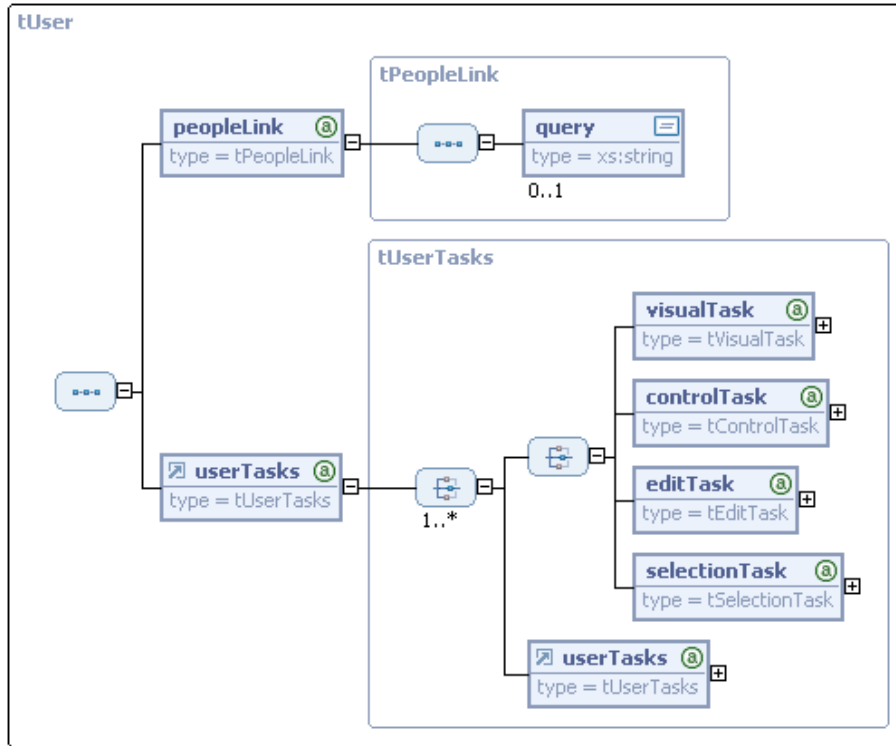 tUser
tPeopleLink
peopleLink
type = tPeopleLink
query
type = xs:string
0..1
tUserTasks
visualTask
type = tVisualTask
controlTask
type = tControlTask
userTasks
type = tUserTasks
1..*
editTask
type = tEditTask
selectionTask
type = tSelectionTask
userTasks
type = tUserTasks